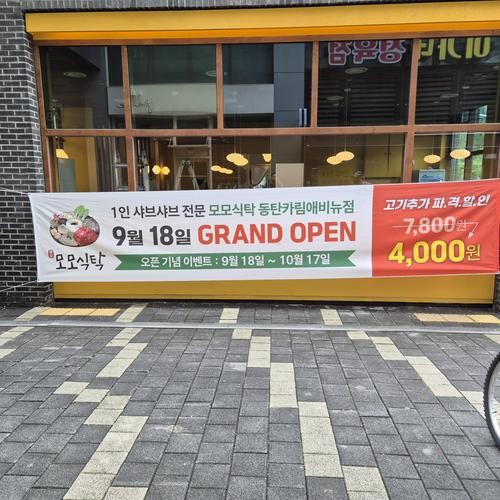 1인 샤브샤브 전문 모모식탁 동탄카림애비뉴점
9월 18일 GRAND OPEN
오픈 기념 이벤트 : 9월 18일 ~ 10월 17일
모모식탁
고기추가 파.격.할.인
7,800원
4,000원